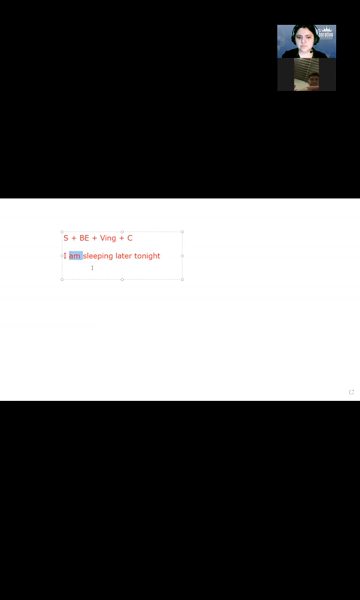 S + BE + Ving + C
I am sleeping later tonight